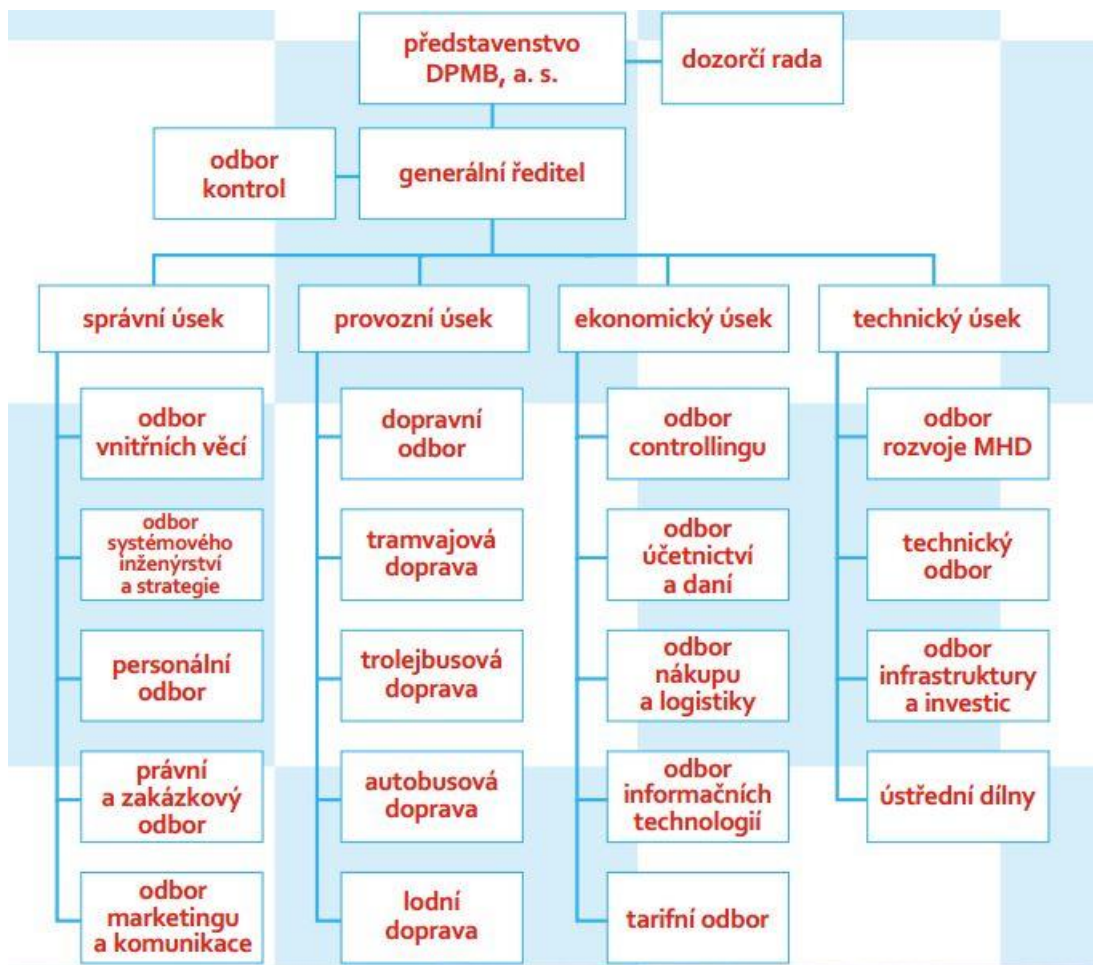 představenstvo
DPMB, a. s.
dozorčí rada
odbor
kontrol
generální ředitel
správní úsek
provozní úsek
ekonomický úsek
technický úsek
odbor
vnitřních věcí
odbor
systémového
inženýrství
a strategie
personální
odbor
právní
a zakázkový
odbor
odbor
marketingu
a komunikace
dopravní
odbor
tramvajová
doprava
trolejbusová
doprava
autobusová
doprava
lodní
doprava
odbor
controllingu
odbor
účetnictví
a daní
odbor
nákupu
a logistiky
odbor
informačních
technologií
tarifní odbor
odbor
rozvoje MHD
technický
odbor
odbor
infrastruktury
a investic
ústřední dílny